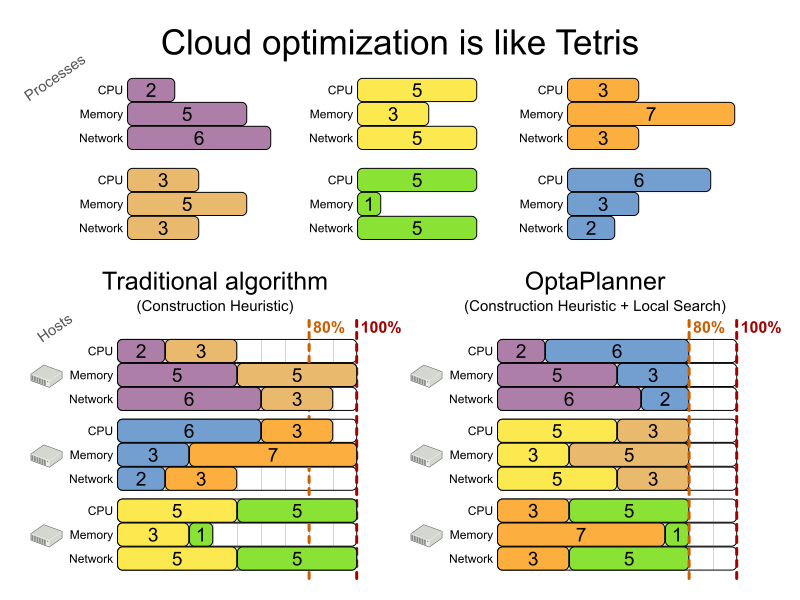 Cloud optimization is like Tetris
Processes
CPU 2
Memory 5
Network 6
CPU 5
Memory 3
Network 5
CPU 3
Memory 7
Network 3
CPU 3
Memory 5
Network 3
CPU 5
Memory 1
Network 5
CPU 6
Memory 3
Network 2
Traditional algorithm
(Construction Heuristic)
Hosts
80% 100%
CPU 2 3
Memory 5 5
Network 6 3
CPU 6 3
Memory 3 7
Network 2 3
CPU 5 5
Memory 3 1
Network 5 5
OptaPlanner
(Construction Heuristic + Local Search)
80% 100%
CPU 2 6
Memory 5 3
Network 6 2
CPU 5 3
Memory 3 5
Network 5 3
CPU 3 5
Memory 7 1
Network 3 5